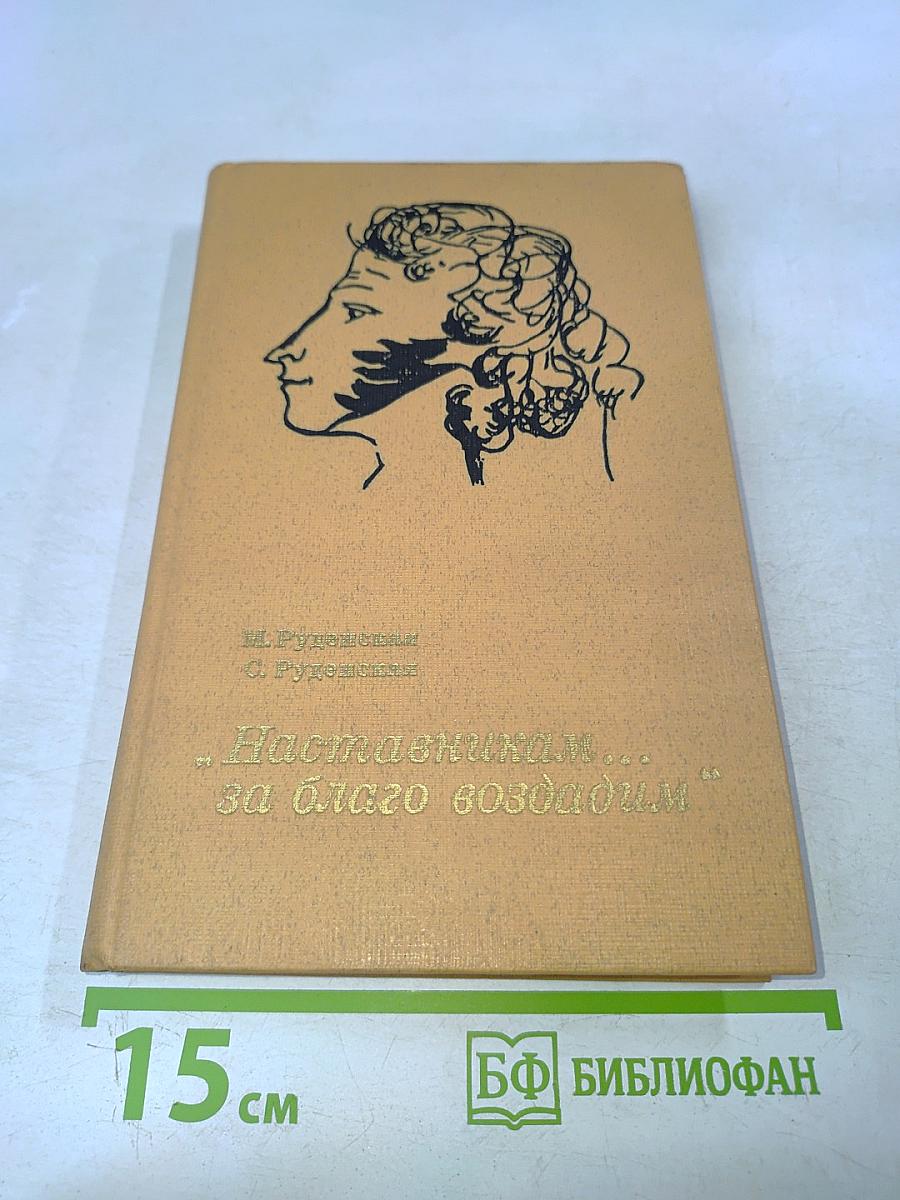 М. Руденская
С. Руденская
„Наставникам...
за благо воздадим“
15 см
БФ БИБЛИОФАН